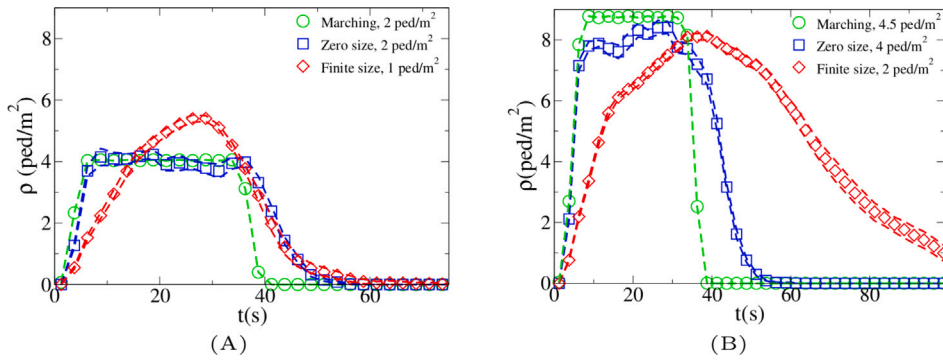 Marching, 2 ped/m²
Zero size, 2 ped/m²
Finite size, 1 ped/m²
8
6
4
2
0
ρ (ped/m²)
0 20 40 60
t(s)
(A)
Marching, 4.5 ped/m²
Zero size, 4 ped/m²
Finite size, 2 ped/m²
8
6
4
2
0
ρ(ped/m²)
0 20 40 60 80
t(s)
(B)